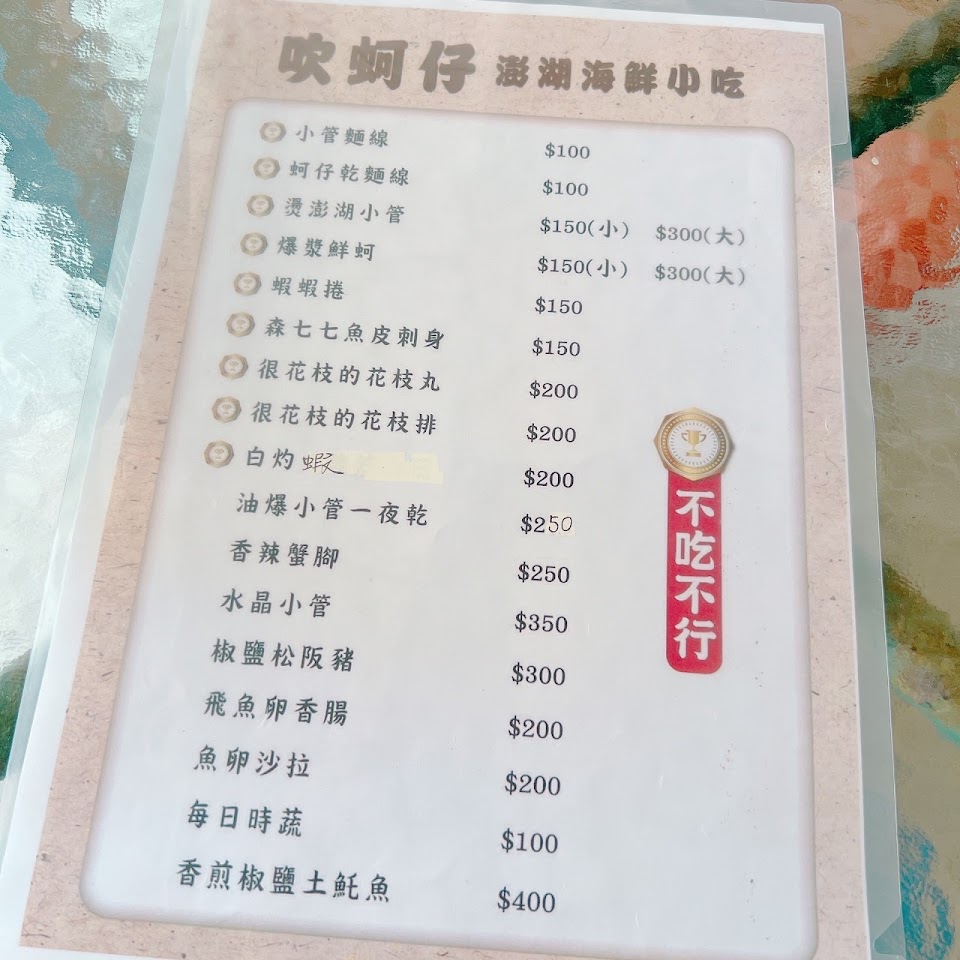 吹蚵仔 澎湖海鮮小吃
小管麵線 $100
蚵仔乾麵線 $100
燙澎湖小管 $150(小) $300(大)
爆漿鮮蚵 $150(小) $300(大)
蝦蝦捲 $150
森七七魚皮刺身 $150
很花枝的花枝丸 $200
很花枝的花枝排 $200
白灼蝦 $200
油爆小管一夜乾 $250
香辣蟹腳 $250
水晶小管 $350
椒鹽松阪豬 $300
飛魚卵香腸 $200
魚卵沙拉 $200
每日時蔬 $100
香煎椒鹽土魠魚 $400
不吃不行